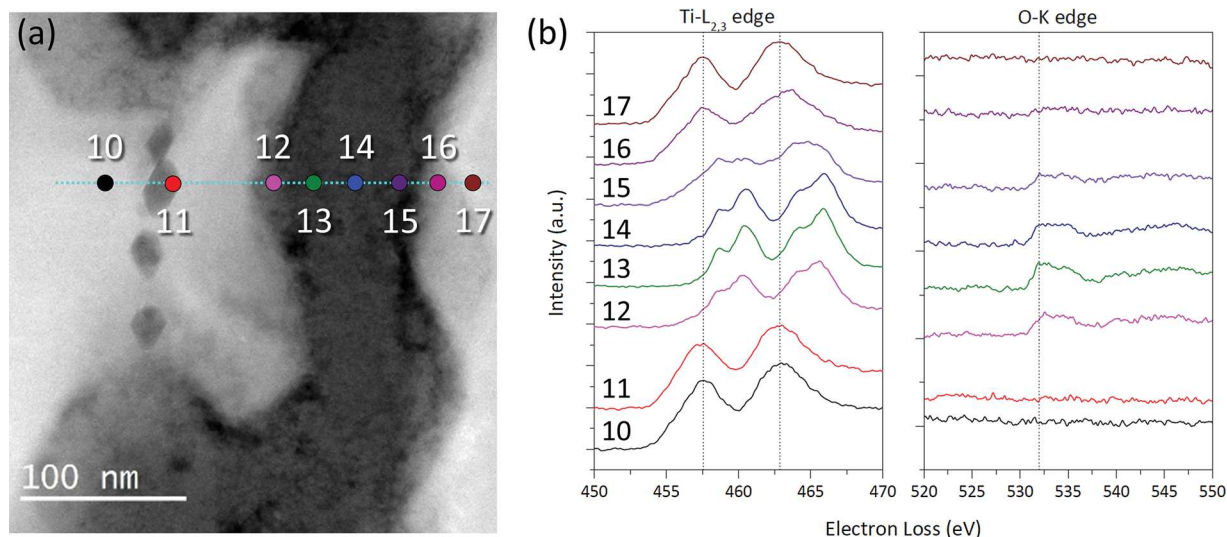 (a)
10
12
14
16
11
13
15
17
100 nm
(b)
Ti-L2,3 edge
O-K edge
Intensity (a.u.)
17
16
15
14
13
12
11
10
450 455 460 465 470
520 525 530 535 540 545 550
Electron Loss (eV)